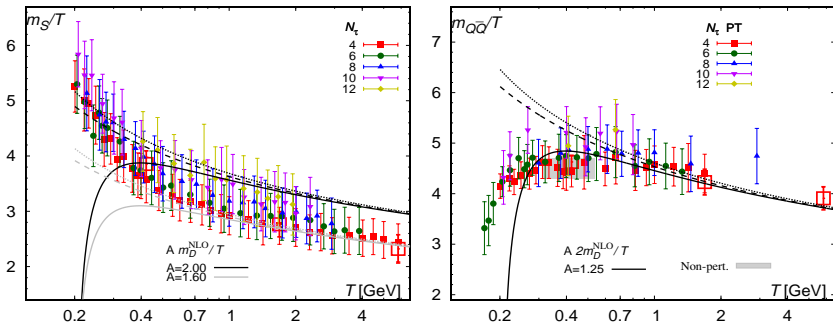 m_S/T
N_τ
4
6
8
10
12
6
5
4
3
2
A m_D^NLO/T
A=2.00
A=1.60
T [GeV]
0.2 0.4 0.7 1 2 4
m_QQ̄/T
N_τ PT
4
6
8
10
12
7
6
5
4
3
2
A 2m_D^NLO/T
A=1.25
Non-pert.
T [GeV]
0.2 0.4 0.7 1 2 4